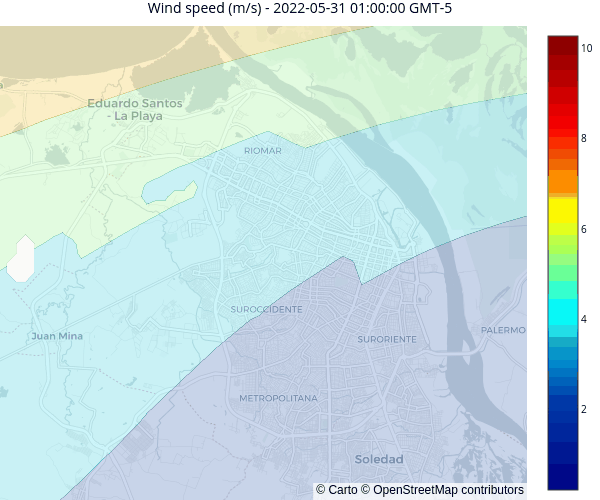 Wind speed (m/s) - 2022-05-31 01:00:00 GMT-5
10
Eduardo Santos
- La Playa
8
RIOMAR
6
SUROCCIDENTE
4
Juan Mina
SURORIENTE
PALERMO
METROPOLITANA
2
Soledad
© Carto © OpenStreetMap contributors